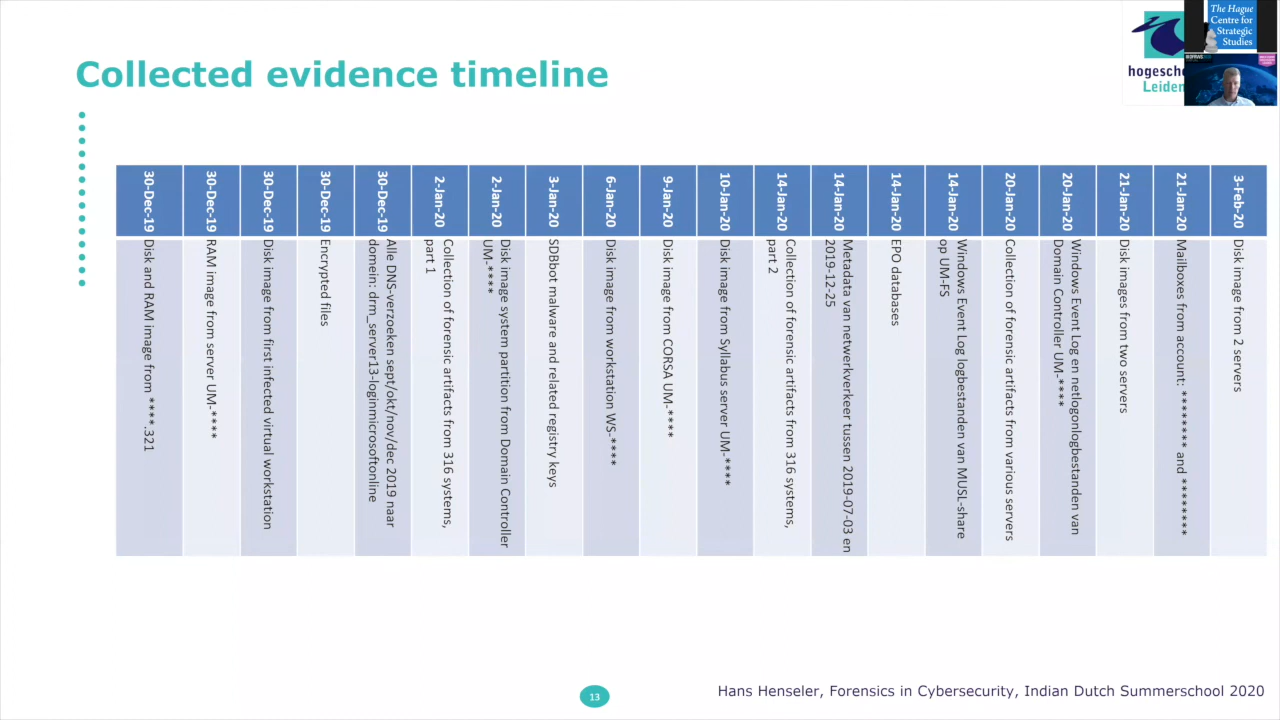 Collected evidence timeline
The Hague
Centre for
Strategic
Studies
hogesch
Leiden
30-Dec-19
Disk and RAM image from ****.321
30-Dec-19
RAM image from server UM-****
30-Dec-19
Disk image from first infected virtual workstation
30-Dec-19
Encrypted files
30-Dec-19
Alle DNS-verzoeken sept/okt/nov/dec 2019 naar
domein: drm_server13-loginmicrosoftonline
2-Jan-20
Collection of forensic artifacts from 316 systems,
part 1
2-Jan-20
Disk image system partition from Domain Controller
UM-****
3-Jan-20
SDBbot malware and related registry keys
6-Jan-20
Disk image from workstation WS-****
9-Jan-20
Disk image from CORSA UM-****
10-Jan-20
Disk image from Syllabus server UM-****
14-Jan-20
Collection of forensic artifacts from 316 systems,
part 2
14-Jan-20
Metadata van netwerkverkeer tussen 2019-07-03 en
2019-12-25
14-Jan-20
EPO databases
14-Jan-20
Windows Event Log logbestanden van MUSL-share
op UM-FS
20-Jan-20
Collection of forensic artifacts from various servers
20-Jan-20
Windows Event Log en netlogonlogbestanden van
Domain Controller UM-****
21-Jan-20
Disk images from two servers
21-Jan-20
Mailboxes from account: ******** and ********
3-Feb-20
Disk image from 2 servers
13
Hans Henseler, Forensics in Cybersecurity, Indian Dutch Summerschool 2020